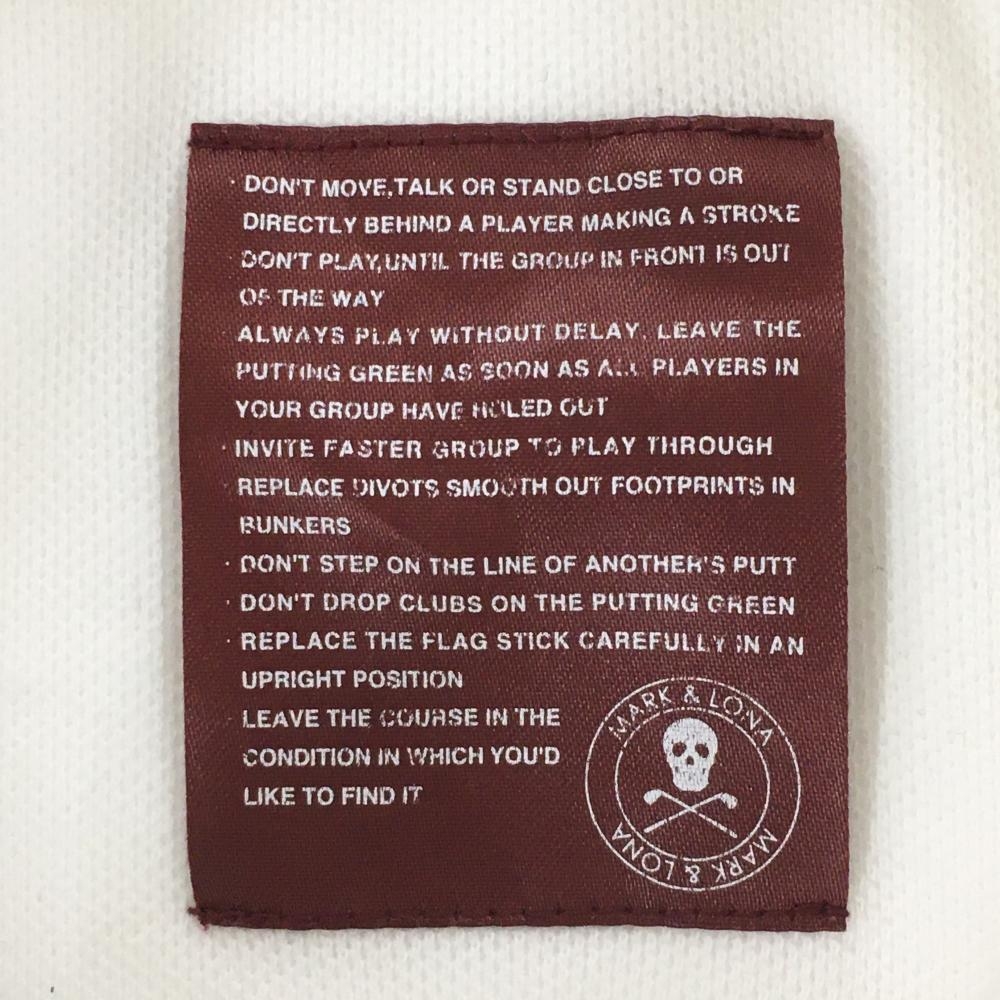 · DON'T MOVE,TALK OR STAND CLOSE TO OR
DIRECTLY BEHIND A PLAYER MAKING A STROKE
DON'T PLAY,UNTIL THE GROUP IN FRONT IS OUT
OF THE WAY
ALWAYS PLAY WITHOUT DELAY, LEAVE THE
PUTTING GREEN AS SOON AS ALL PLAYERS IN
YOUR GROUP HAVE HOLED OUT
· INVITE FASTER GROUP TO PLAY THROUGH
REPLACE DIVOTS SMOOTH OUT FOOTPRINTS IN
BUNKERS
· DON'T STEP ON THE LINE OF ANOTHER'S PUTT
· DON'T DROP CLUBS ON THE PUTTING GREEN
· REPLACE THE FLAG STICK CAREFULLY IN AN
UPRIGHT POSITION
LEAVE THE COURSE IN THE
CONDITION IN WHICH YOU'D
LIKE TO FIND IT
MARK & LONA
MARK & LONA